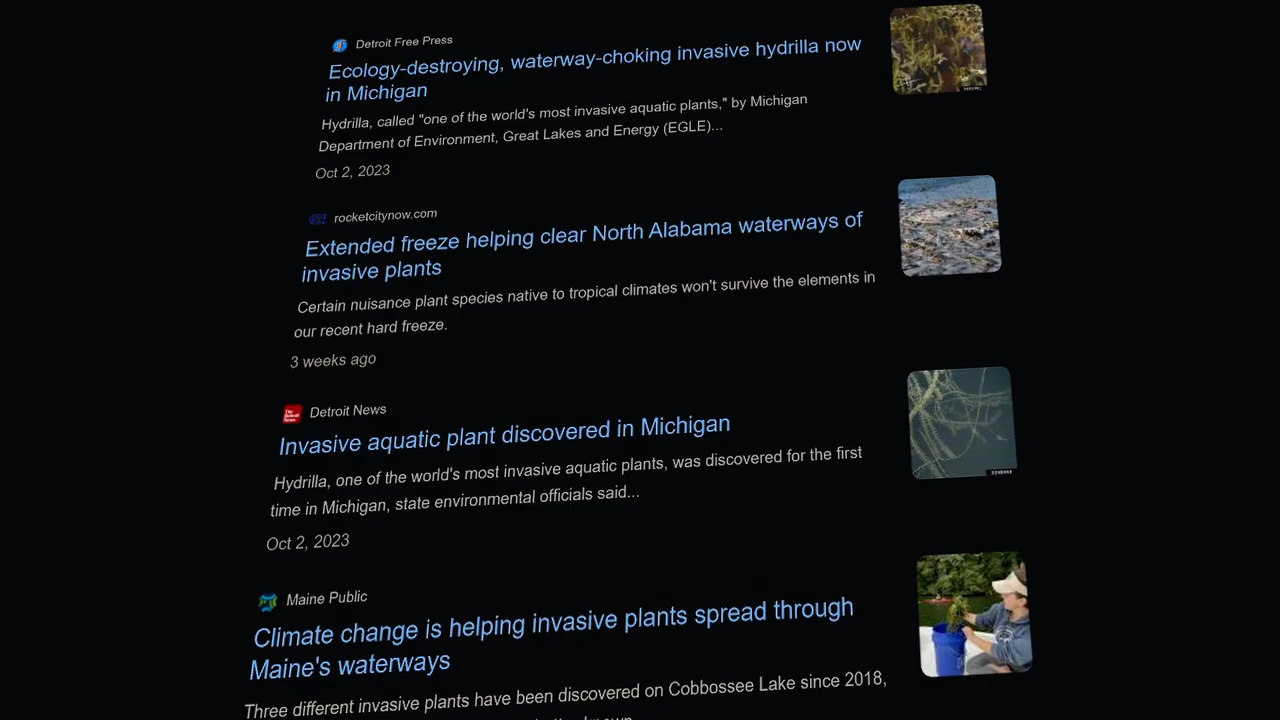 Detroit Free Press
Ecology-destroying, waterway-choking invasive hydrilla now
in Michigan
Hydrilla, called "one of the world's most invasive aquatic plants," by Michigan
Department of Environment, Great Lakes and Energy (EGLE)...
Oct 2, 2023
rocketcitynow.com
Extended freeze helping clear North Alabama waterways of
invasive plants
Certain nuisance plant species native to tropical climates won't survive the elements in
our recent hard freeze.
3 weeks ago
The Detroit News
Detroit News
Invasive aquatic plant discovered in Michigan
Hydrilla, one of the world's most invasive aquatic plants, was discovered for the first
time in Michigan, state environmental officials said...
Oct 2, 2023
Maine Public
Climate change is helping invasive plants spread through
Maine's waterways
Three different invasive plants have been discovered on Cobbossee Lake since 2018,